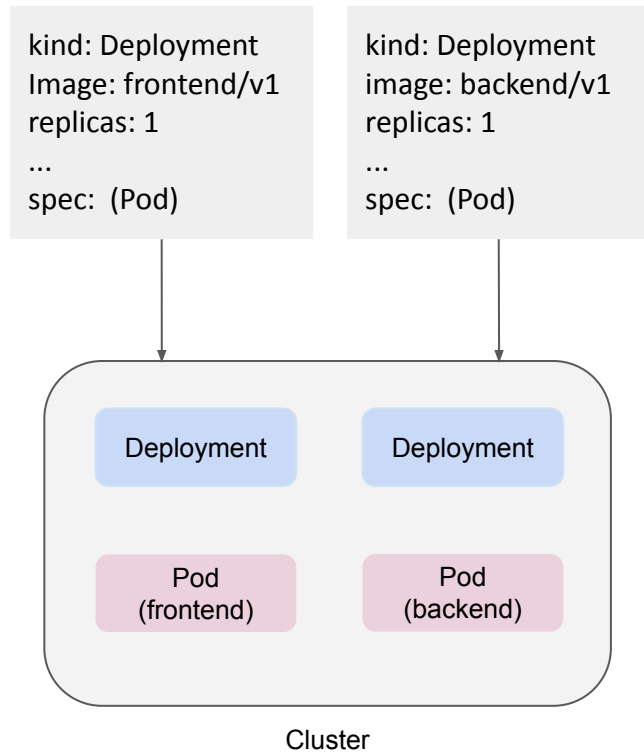 kind: Deployment
Image: frontend/v1
replicas: 1
...
spec:  (Pod)
kind: Deployment
image: backend/v1
replicas: 1
...
spec:  (Pod)
Deployment
Deployment
Pod
(frontend)
Pod
(backend)
Cluster